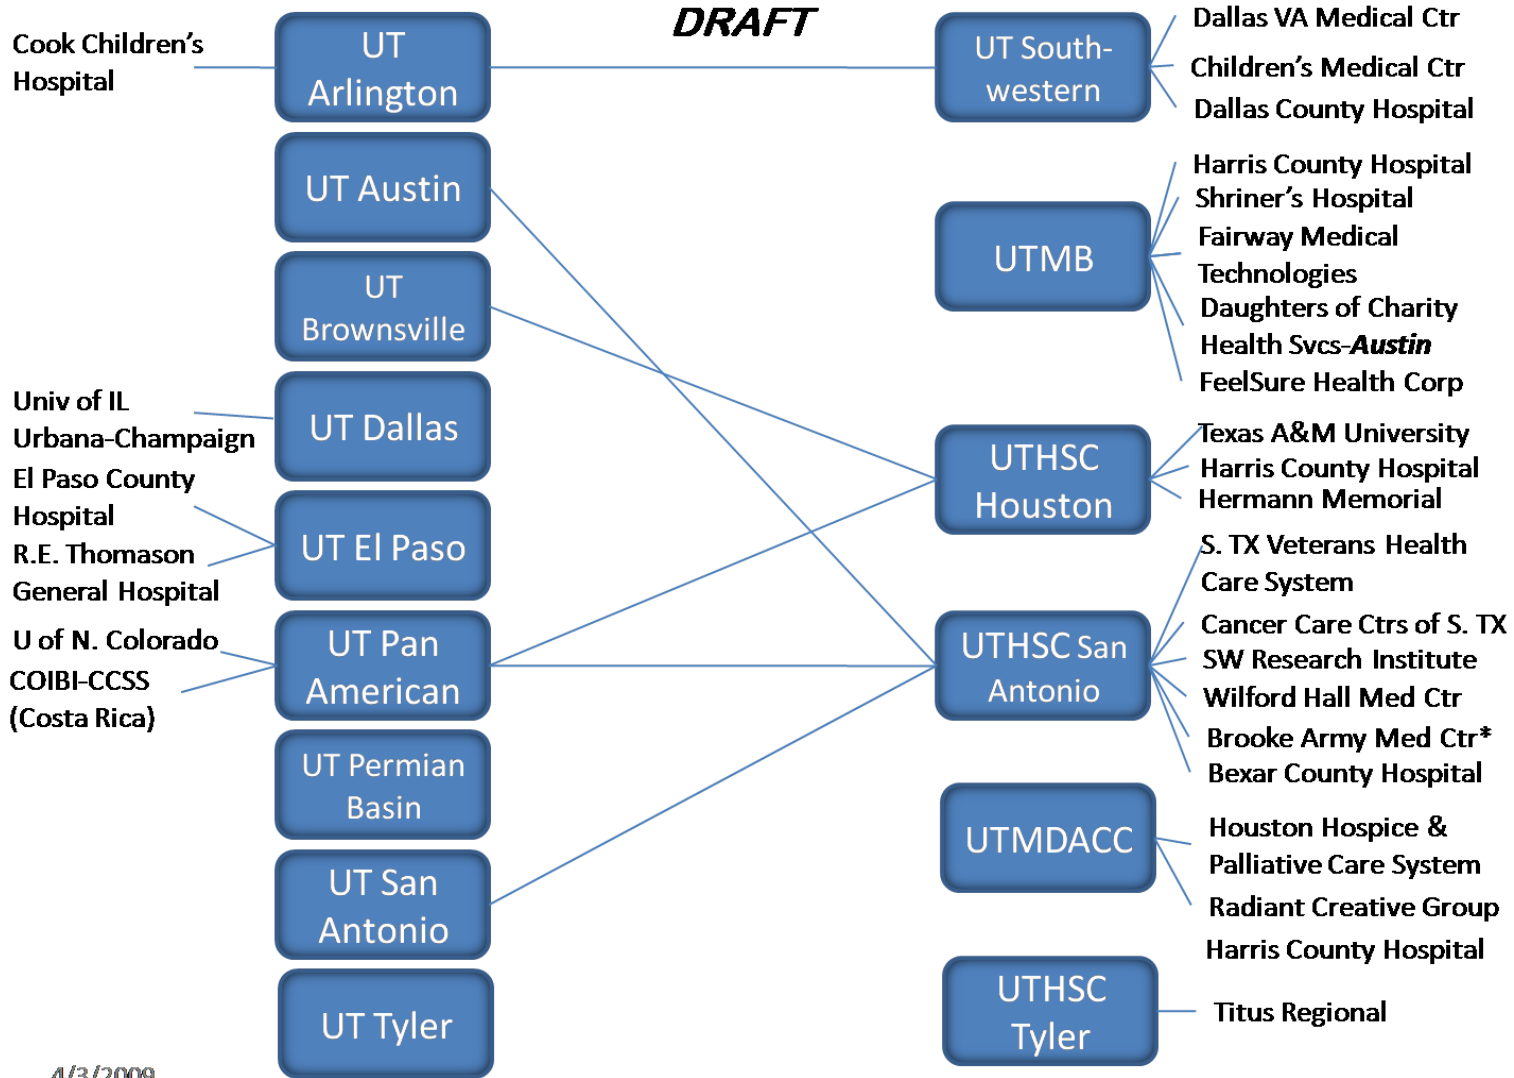 DRAFT
Cook Children's
Hospital
Univ of IL
Urbana-Champaign
El Paso County
Hospital
R.E. Thomason
General Hospital
U of N. Colorado
COIBI-CCSS
(Costa Rica)
UT
Arlington
UT Austin
UT
Brownsville
UT Dallas
UT El Paso
UT Pan
American
UT Permian
Basin
UT San
Antonio
UT Tyler
UT South-
western
UTMB
UTHSC
Houston
UTHSC San
Antonio
UTMDACC
UTHSC
Tyler
Dallas VA Medical Ctr
Children's Medical Ctr
Dallas County Hospital
Harris County Hospital
Shriner's Hospital
Fairway Medical
Technologies
Daughters of Charity
Health Svcs-Austin
FeelSure Health Corp
Texas A&M University
Harris County Hospital
Hermann Memorial
S. TX Veterans Health
Care System
Cancer Care Ctrs of S. TX
SW Research Institute
Wilford Hall Med Ctr
Brooke Army Med Ctr*
Bexar County Hospital
Houston Hospice &
Palliative Care System
Radiant Creative Group
Harris County Hospital
Titus Regional
4/3/2009